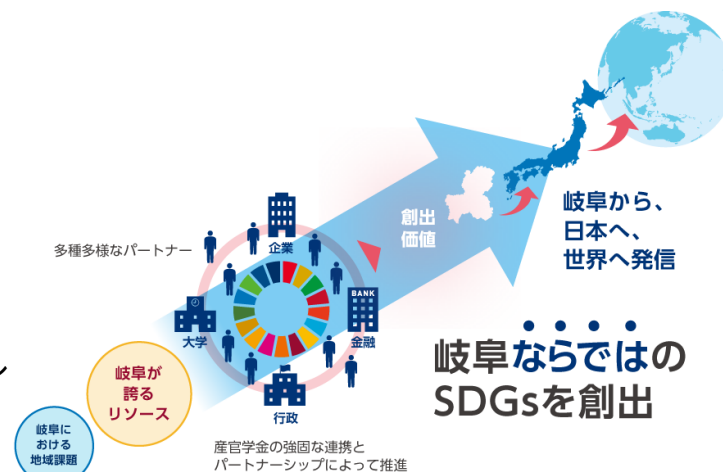 多種多様なパートナー
企業
BANK
大学
金融
行政
創出
価値
岐阜から、
日本へ、
世界へ発信
岐阜ならではの
SDGsを創出
岐阜が
誇る
リソース
岐阜に
おける
地域課題
産官学金の強固な連携と
パートナーシップによって推進